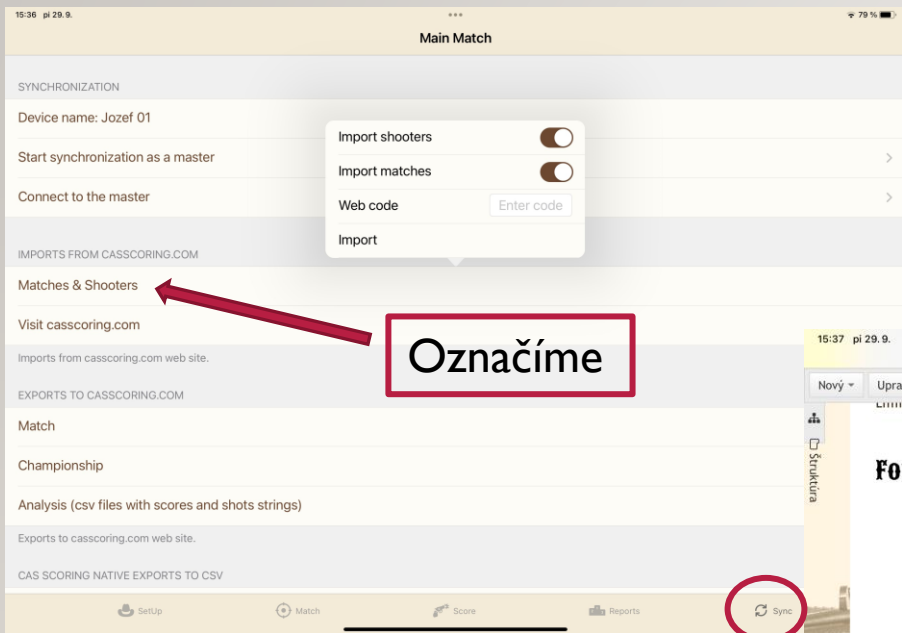 15:36 pi 29. 9.
79 %
Main Match
SYNCHRONIZATION
Device name: Jozef 01
Start synchronization as a master
Connect to the master
Import shooters
Import matches
Web code
Enter code
Import
IMPORTS FROM CASSCORING.COM
Matches & Shooters
Visit casscoring.com
Imports from casscoring.com web site.
Označíme
EXPORTS TO CASSCORING.COM
Match
Championship
Analysis (csv files with scores and shots strings)
Exports to casscoring.com web site.
CAS SCORING NATIVE EXPORTS TO CSV
SetUp
Match
Score
Reports
Sync
15:37 pi 29. 9.
Nový
Upra
Štruktúra
Fo